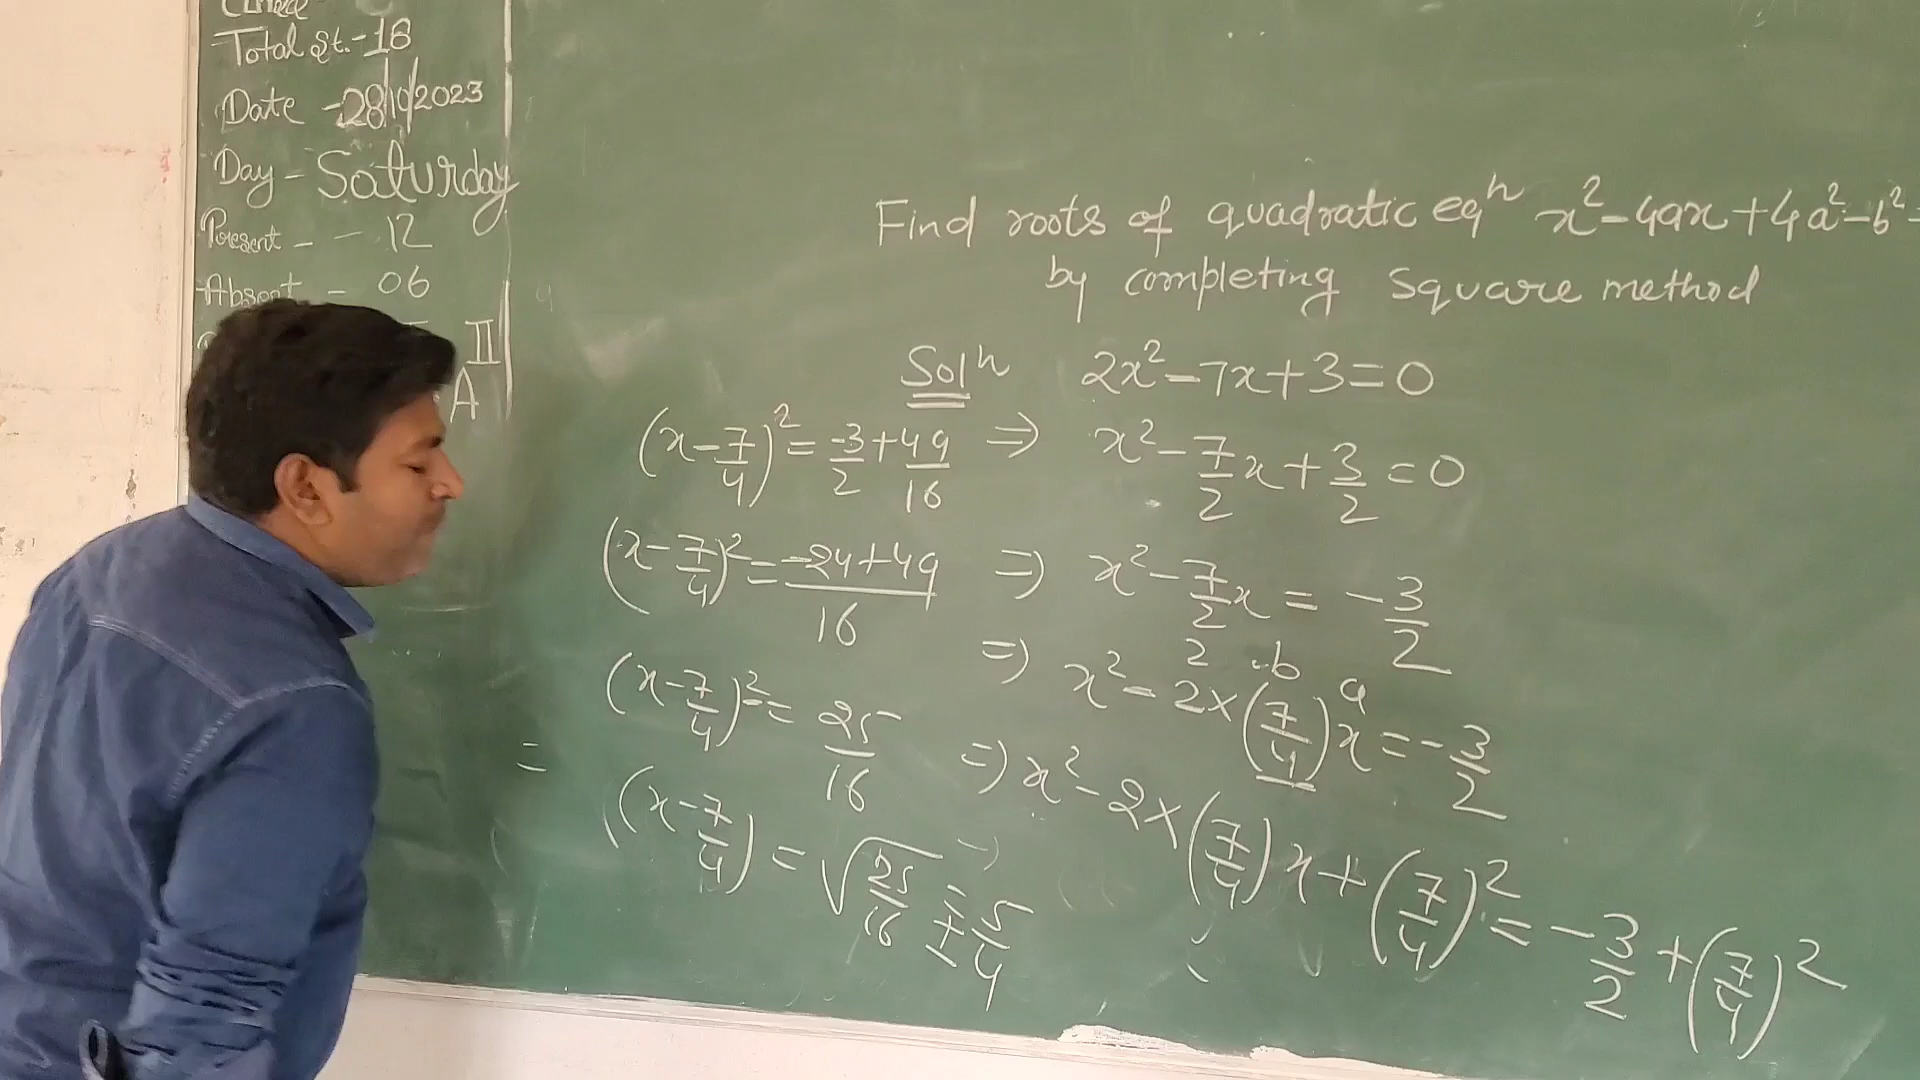 Total St. - 18
Date - 28/10/2023
Day - Saturday
Present - - 12
Absent - 06
II
A
Find roots of quadratic eqⁿ x² - 4ax + 4a² - b² =
by completing square method
Solⁿ 2x² - 7x + 3 = 0
⇒ x² - 7/2 x + 3/2 = 0
⇒ x² - 7/2 x = - 3/2
2 b a
⇒ x² - 2 × (7/4) x = - 3/2
⇒ x² - 2 × (7/4) x + (7/4)² = - 3/2 + (7/4)²
(x - 7/4)² = -3/2 + 49/16
(x - 7/4)² = -24 + 49 / 16
(x - 7/4)² = 25/16
=
(x - 7/4) = √25/16 = ± 5/4